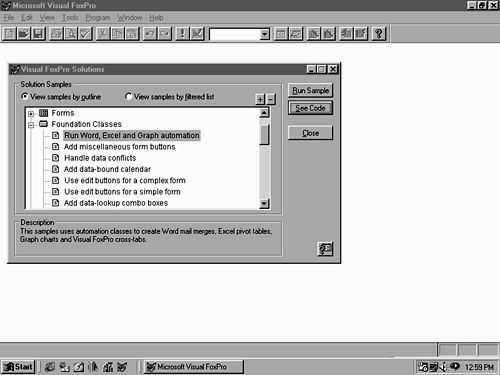 Microsoft Visual FoxPro
File Edit View Tools Program Window Help
Visual FoxPro Solutions
Solution Samples
View samples by outline View samples by filtered list
Run Sample
See Code
Close
Forms
Foundation Classes
Run Word, Excel and Graph automation
Add miscellaneous form buttons
Handle data conflicts
Add data-bound calendar
Use edit buttons for a complex form
Use edit buttons for a simple form
Add data-lookup combo boxes
Description
This samples uses automation classes to create Word mail merges, Excel pivot tables,
Graph charts and Visual FoxPro cross-tabs.
Start Microsoft Visual FoxPro 12:59 PM